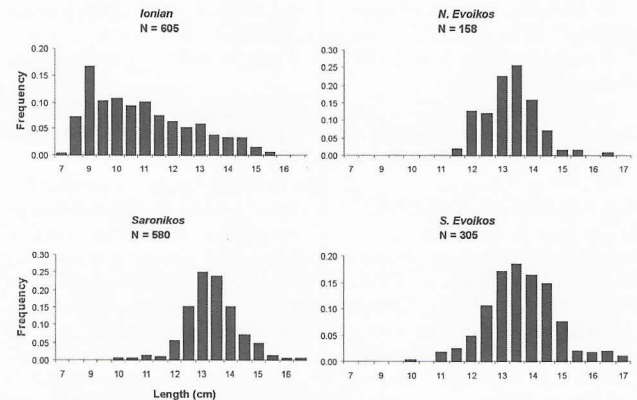 Ionian
N = 605
0.20
0.15
0.10
0.05
0.00
Frequency
7 9 10 11 12 13 14 15 16
N. Evoikos
N = 158
0.30
0.25
0.20
0.15
0.10
0.05
0.00
7 9 10 11 12 13 14 15 16 17
Saronikos
N = 580
0.30
0.25
0.20
0.15
0.10
0.05
0.00
Frequency
7 9 10 11 12 13 14 15 16
Length (cm)
S. Evoikos
N = 305
0.20
0.15
0.10
0.05
0.00
7 9 10 11 12 13 14 15 16 17